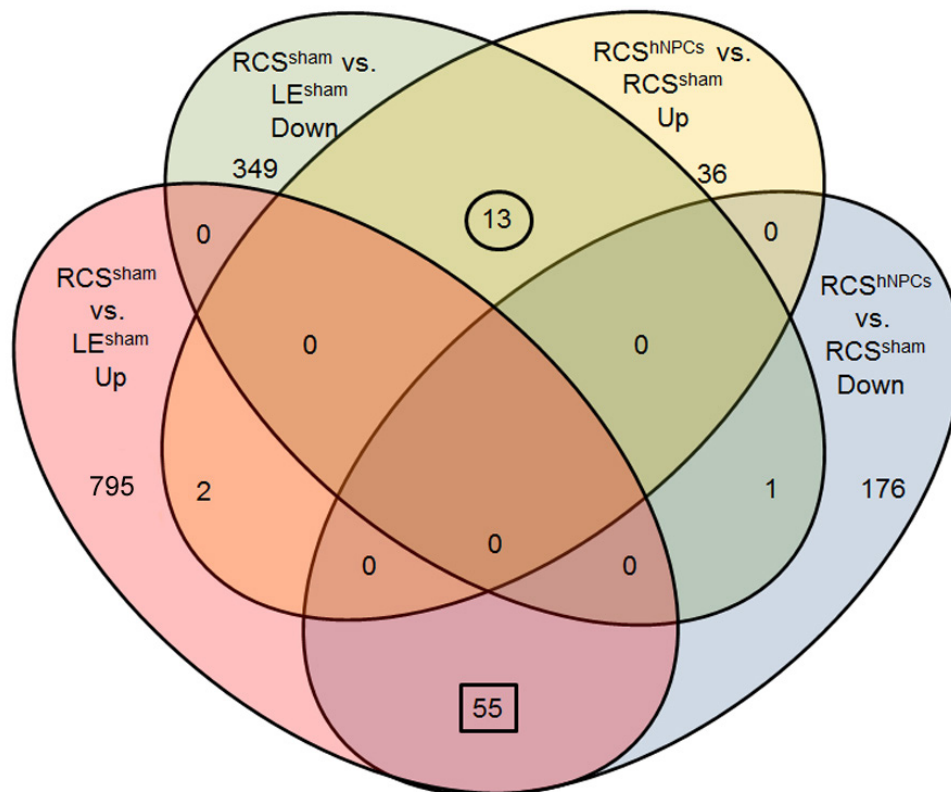 RCSˢʰᵃᵐ vs.
LEˢʰᵃᵐ
Down
349
RCSʰᴺᴾᶜˢ vs.
RCSˢʰᵃᵐ
Up
36
13
0
0
RCSˢʰᵃᵐ
vs.
LEˢʰᵃᵐ
Up
795
RCSʰᴺᴾᶜˢ
vs.
RCSˢʰᵃᵐ
Down
176
0
0
2
1
0
0
0
55